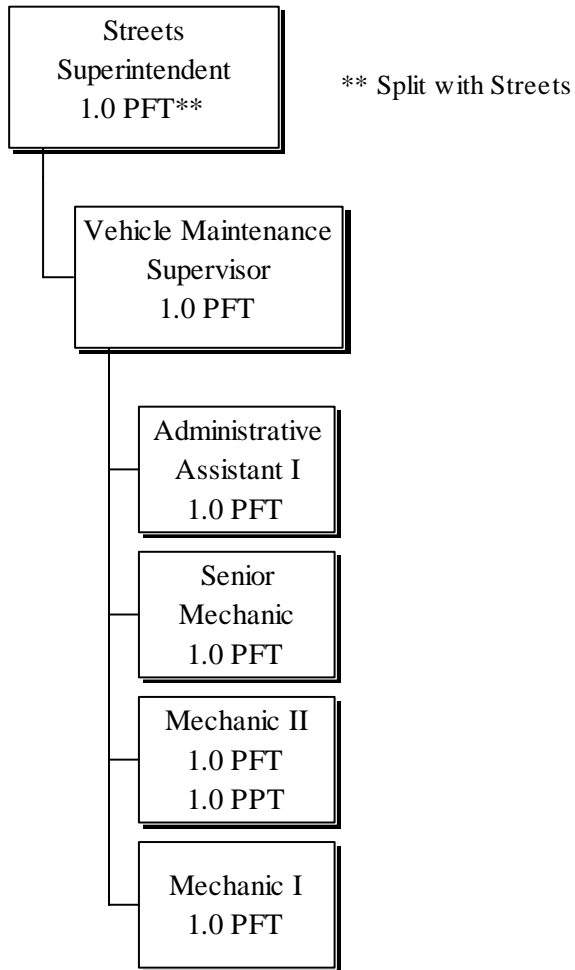 Streets
Superintendent
1.0 PFT**
** Split with Streets
Vehicle Maintenance
Supervisor
1.0 PFT
Administrative
Assistant I
1.0 PFT
Senior
Mechanic
1.0 PFT
Mechanic II
1.0 PFT
1.0 PPT
Mechanic I
1.0 PFT